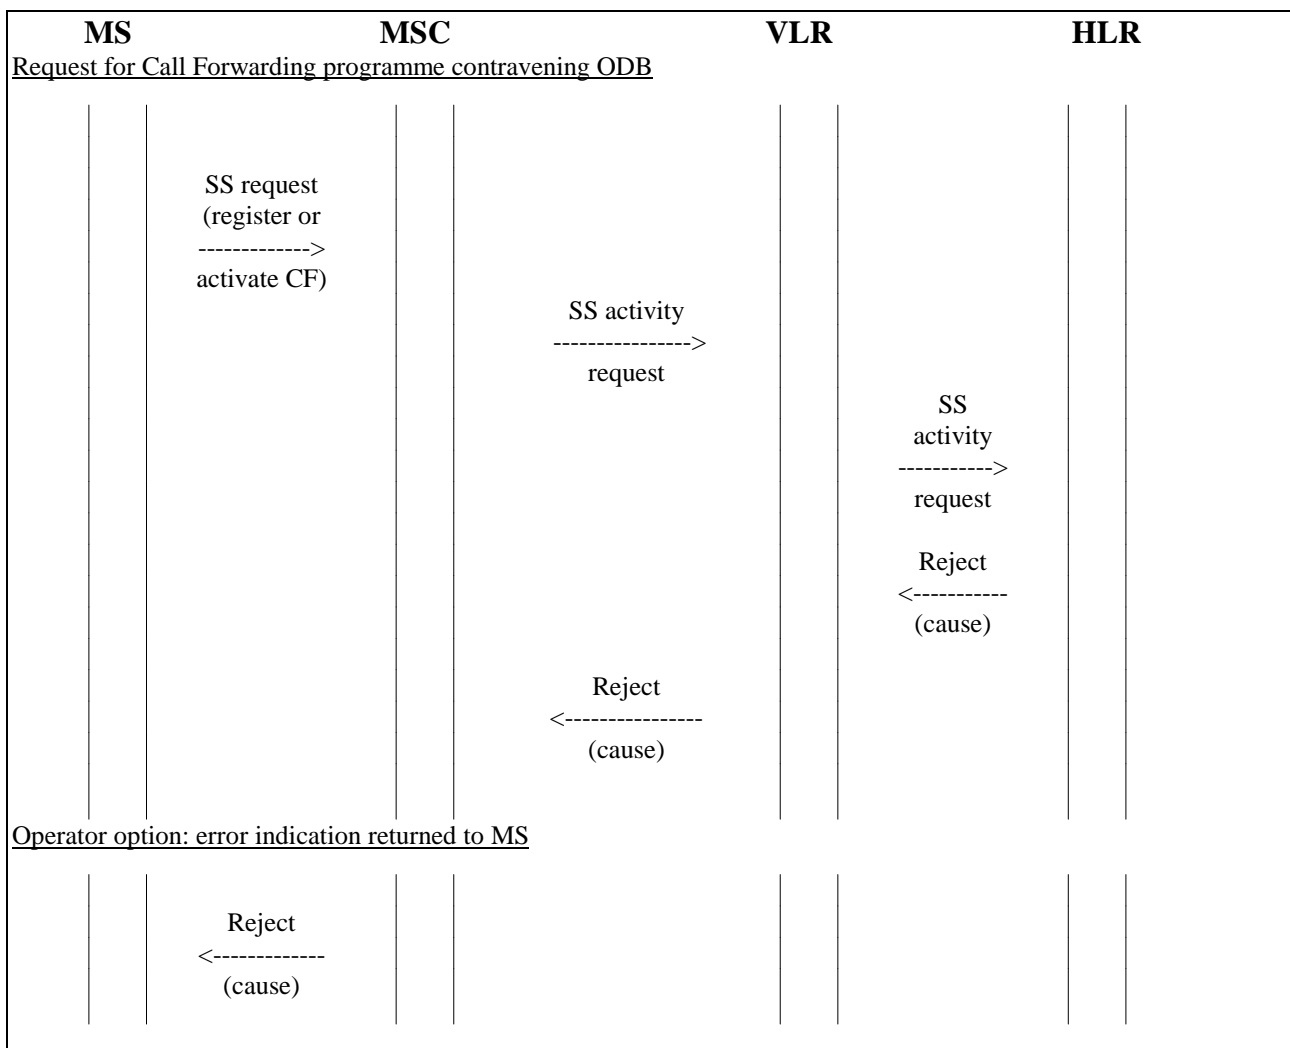 MS MSC VLR HLR
Request for Call Forwarding programme contravening ODB
SS request
(register or
------------->
activate CF)
SS activity
---------------->
request
SS
activity
----------->
request
Reject
<-----------
(cause)
Reject
<----------------
(cause)
Operator option: error indication returned to MS
Reject
<-------------
(cause)